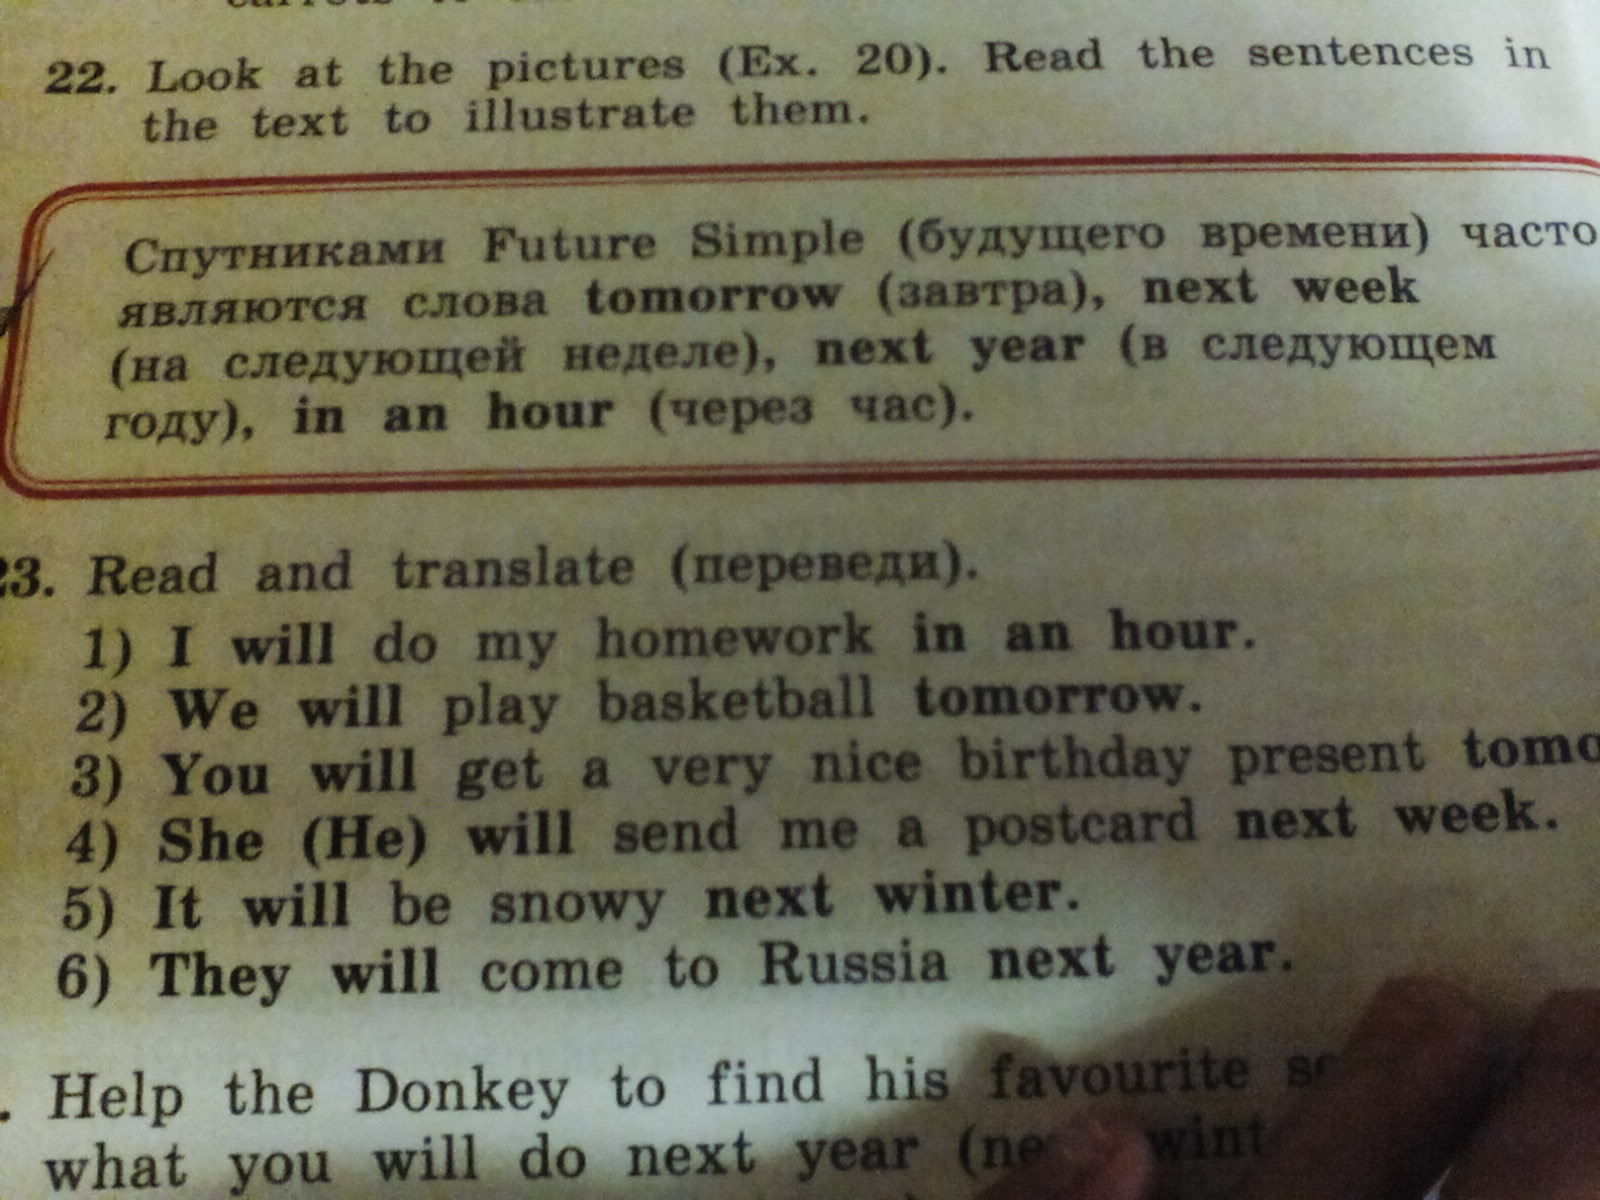 22. Look at the pictures (Ex. 20). Read the sentences in
the text to illustrate them.
Спутниками Future Simple (будущего времени) часто
являются слова tomorrow (завтра), next week
(на следующей неделе), next year (в следующем
году), in an hour (через час).
23. Read and translate (переведи).
1) I will do my homework in an hour.
2) We will play basketball tomorrow.
3) You will get a very nice birthday present tomo
4) She (He) will send me a postcard next week.
5) It will be snowy next winter.
6) They will come to Russia next year.
. Help the Donkey to find his favourite
what you will do next year (ne wint